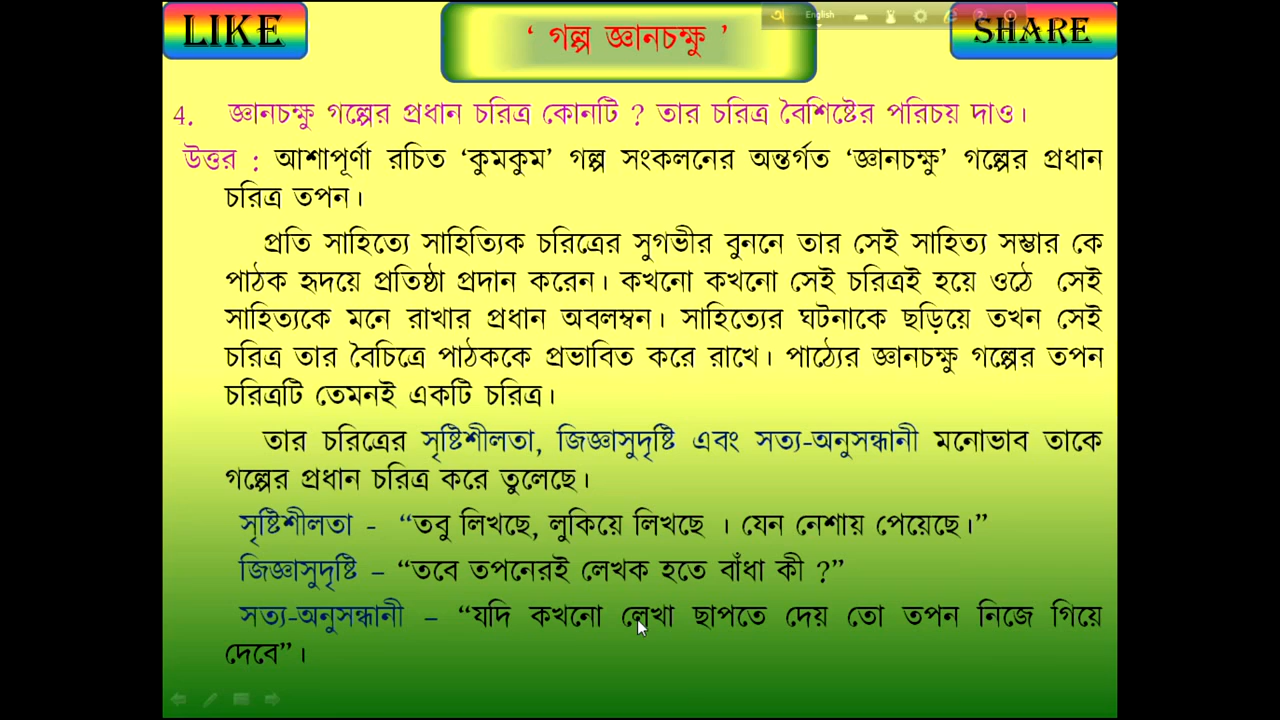 LIKE
‘ গল্প জ্ঞানচক্ষু ’
অ English
SHARE
4. জ্ঞানচক্ষু গল্পের প্রধান চরিত্র কোনটি ? তার চরিত্র বৈশিষ্টের পরিচয় দাও।
উত্তর : আশাপূর্ণা রচিত ‘কুমকুম’ গল্প সংকলনের অন্তর্গত ‘জ্ঞানচক্ষু’ গল্পের প্রধান
চরিত্র তপন।
প্রতি সাহিত্যে সাহিত্যিক চরিত্রের সুগভীর বুননে তার সেই সাহিত্য সম্ভার কে
পাঠক হৃদয়ে প্রতিষ্ঠা প্রদান করেন। কখনো কখনো সেই চরিত্রই হয়ে ওঠে সেই
সাহিত্যকে মনে রাখার প্রধান অবলম্বন। সাহিত্যের ঘটনাকে ছড়িয়ে তখন সেই
চরিত্র তার বৈচিত্রে পাঠককে প্রভাবিত করে রাখে। পাঠ্যের জ্ঞানচক্ষু গল্পের তপন
চরিত্রটি তেমনই একটি চরিত্র।
তার চরিত্রের সৃষ্টিশীলতা, জিজ্ঞাসুদৃষ্টি এবং সত্য-অনুসন্ধানী মনোভাব তাকে
গল্পের প্রধান চরিত্র করে তুলেছে।
সৃষ্টিশীলতা - “তবু লিখছে, লুকিয়ে লিখছে । যেন নেশায় পেয়েছে।”
জিজ্ঞাসুদৃষ্টি – “তবে তপনেরই লেখক হতে বাঁধা কী ?”
সত্য-অনুসন্ধানী – “যদি কখনো লেখা ছাপতে দেয় তো তপন নিজে গিয়ে
দেবে”।